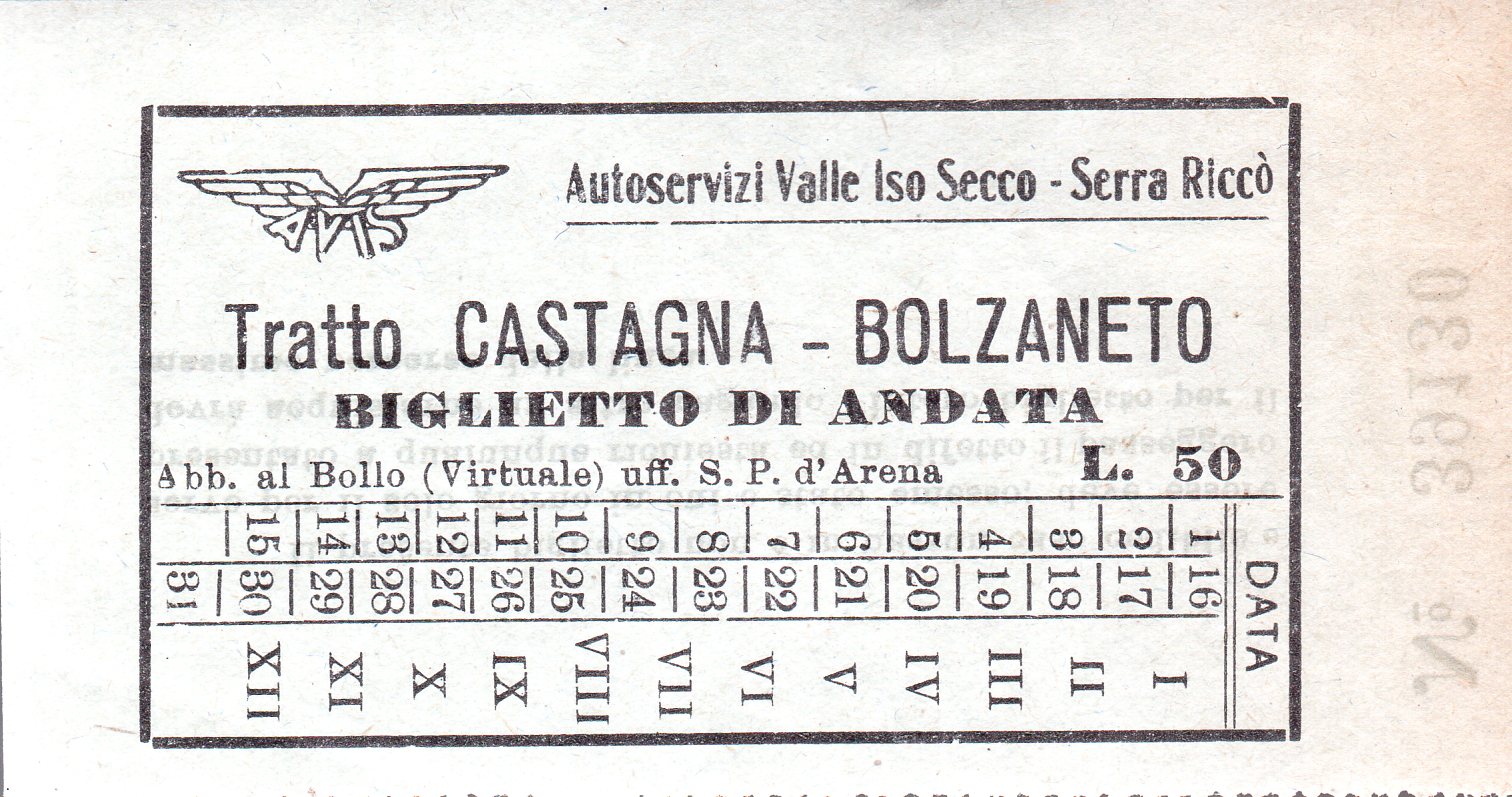 AVIS
Autoservizi Valle Iso Secco - Serra Riccò
Tratto CASTAGNA - BOLZANETO
BIGLIETTO DI ANDATA
Abb. al Bollo (Virtuale) uff. S. P. d'Arena L. 50
DATA
1 2 3 4 5 6 7 8 9 10 11 12 13 14 15
16 17 18 19 20 21 22 23 24 25 26 27 28 29 30 31
I II III IV V VI VII VIII IX X XI XII
Nº 39130